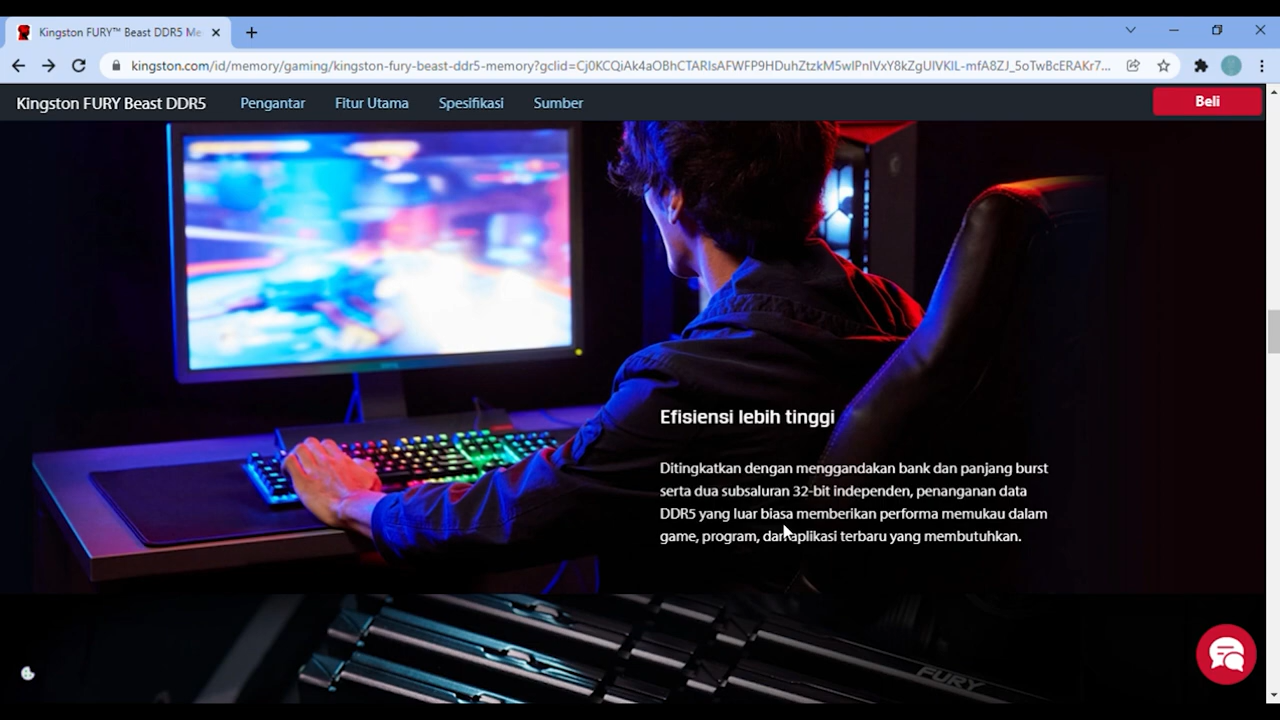 Kingston FURY™ Beast DDR5 Me
kingston.com/id/memory/gaming/kingston-fury-beast-ddr5-memory?gclid=Cj0KCQiAk4aOBhCTARIsAFWFP9HDuhZtzkM5wIPnIVxY8kZgUIVKIL-mfA8ZJ_5oTwBcERAKr7...
Kingston FURY Beast DDR5 Pengantar Fitur Utama Spesifikasi Sumber Beli
Efisiensi lebih tinggi
Ditingkatkan dengan menggandakan bank dan panjang burst
serta dua subsaluran 32-bit independen, penanganan data
DDR5 yang luar biasa memberikan performa memukau dalam
game, program, dan aplikasi terbaru yang membutuhkan.
FURY